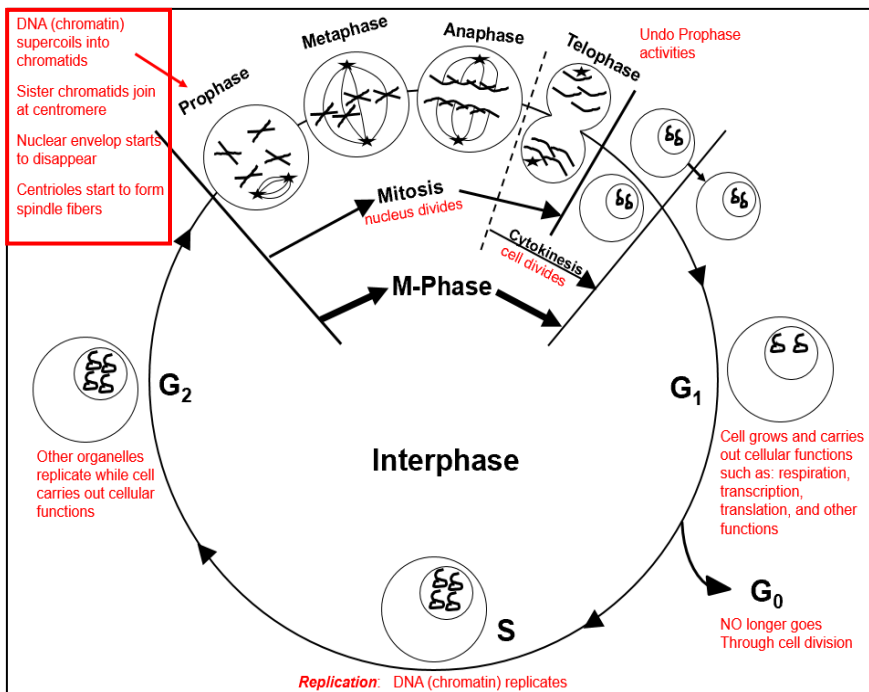 DNA (chromatin)
supercoils into
chromatids
Sister chromatids join
at centromere
Nuclear envelop starts
to disappear
Centrioles start to form
spindle fibers
Prophase
Metaphase
Anaphase
Telophase
Undo Prophase
activities
Mitosis
nucleus divides
Cytokinesis
cell divides
M-Phase
G2
Other organelles
replicate while cell
carries out cellular
functions
Interphase
G1
Cell grows and carries
out cellular functions
such as: respiration,
transcription,
translation, and other
functions
G0
NO longer goes
Through cell division
S
Replication: DNA (chromatin) replicates